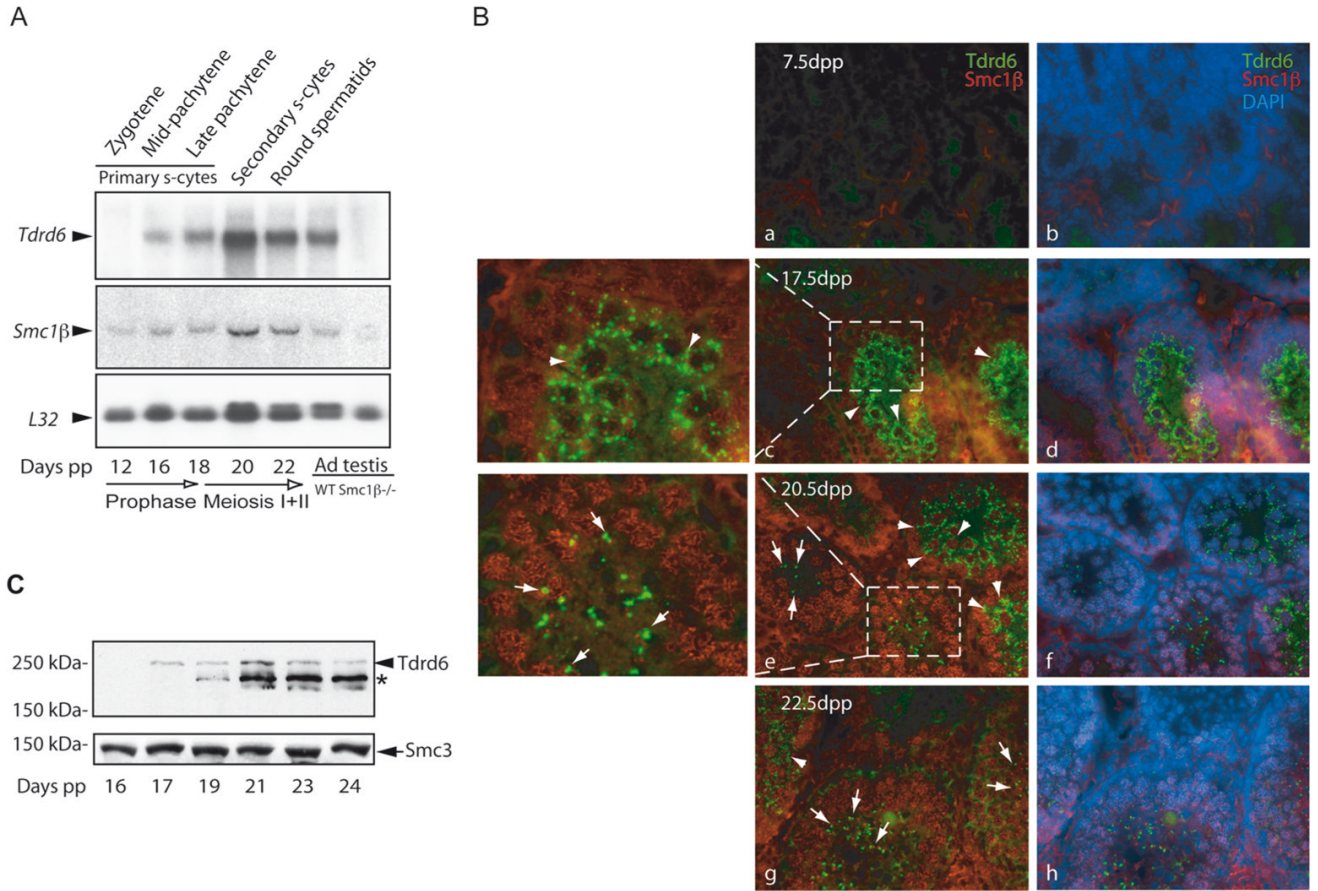 A
Zygotene
Mid-pachytene
Late pachytene
Secondary s-cytes
Round spermatids
Primary s-cytes
Tdrd6
Smc1β
L32
Days pp 12 16 18 20 22 Ad testis
WT Smc1β-/-
Prophase Meiosis I+II
B
7.5dpp Tdrd6
Smc1β
a
Tdrd6
Smc1β
DAPI
b
17.5dpp
c
d
20.5dpp
e
f
22.5dpp
g
h
C
250 kDa- Tdrd6
*
150 kDa-
150 kDa- Smc3
Days pp 16 17 19 21 23 24